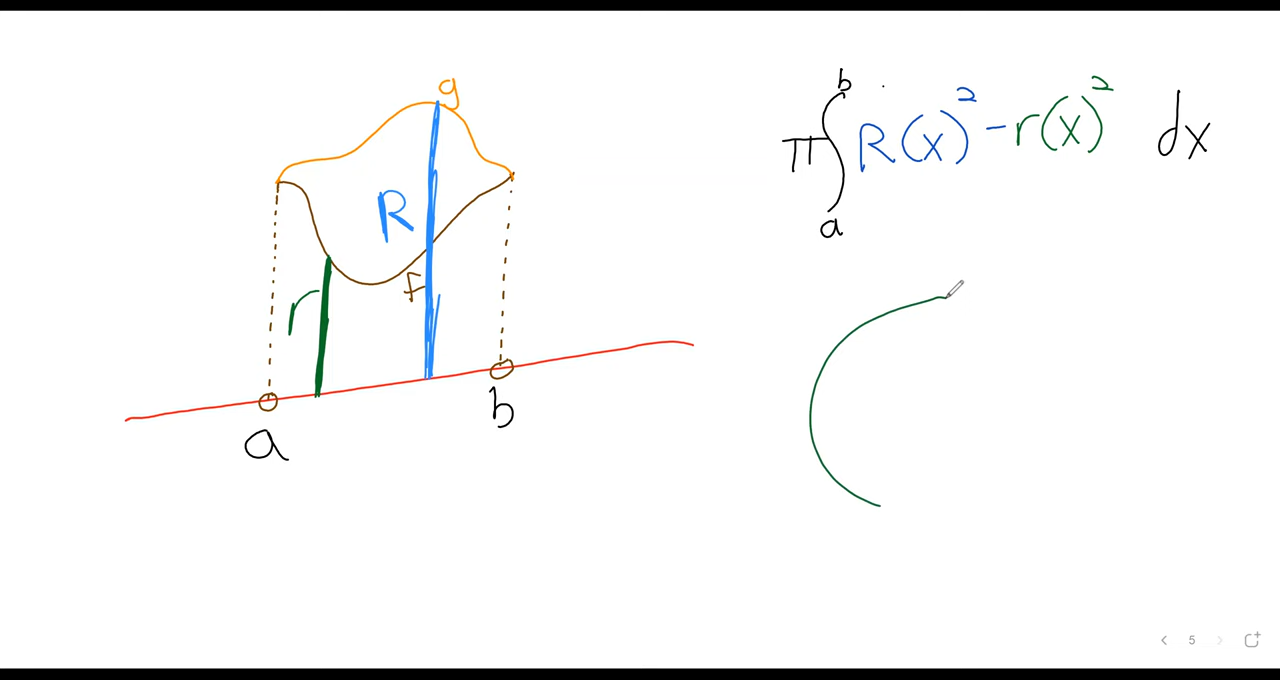 g
R
f
r
a
b
π∫ₐᵇ R(x)² - r(x)² dx
5